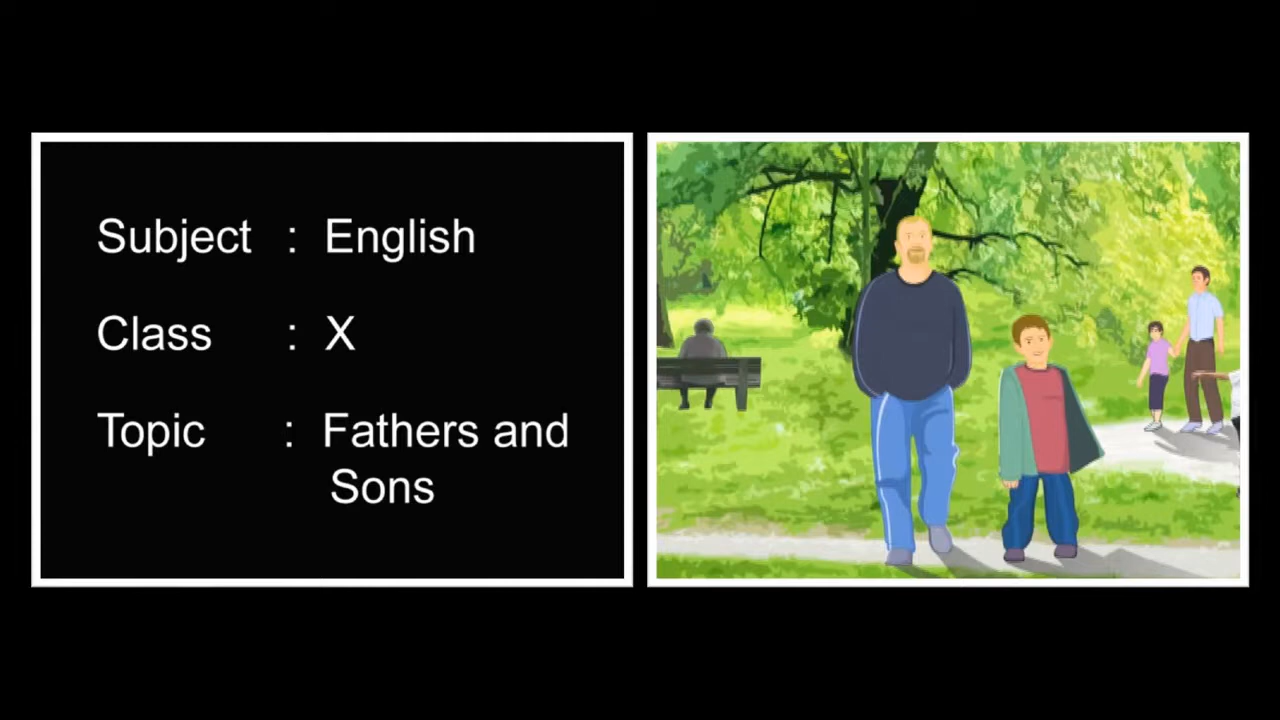 Subject : English
Class : X
Topic : Fathers and
Sons